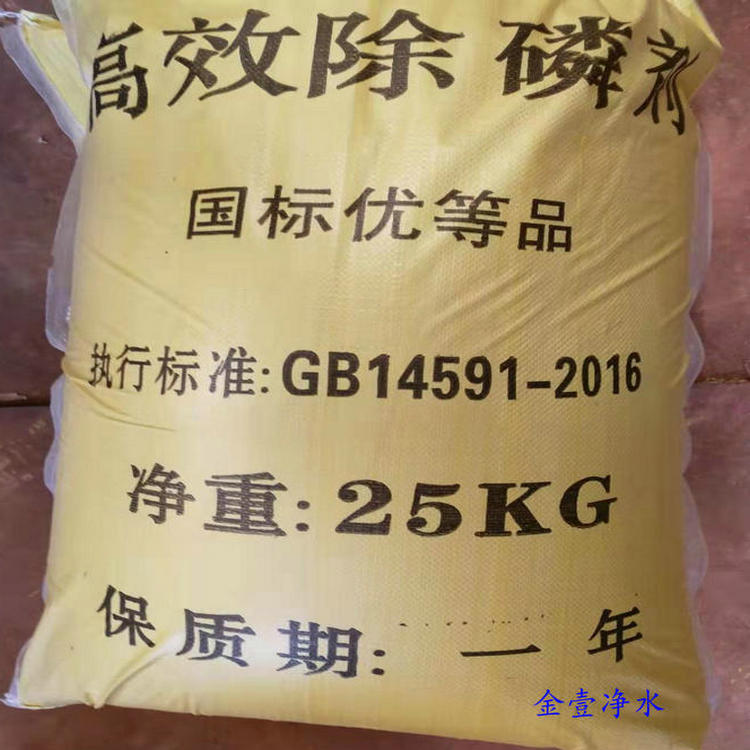 高效除磷剂
国标优等品
执行标准:GB14591-2016
净重:25KG
保质期:一年
金壹净水